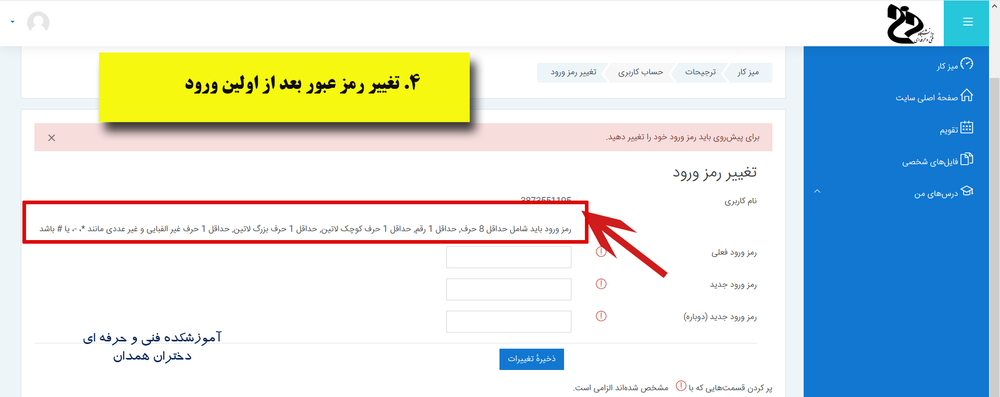 دانشگاه
فنی و حرفه‌ای
میز کار
صفحهٔ اصلی سایت
تقویم
فایل‌های شخصی
درس‌های من
میز کار
ترجیحات
حساب کاربری
تغییر رمز ورود
۴. تغییر رمز عبور بعد از اولین ورود
برای پیش‌روی باید رمز ورود خود را تغییر دهید.
تغییر رمز ورود
نام کاربری 3873551195
رمز ورود باید شامل حداقل 8 حرف, حداقل 1 رقم, حداقل 1 حرف کوچک لاتین, حداقل 1 حرف بزرگ لاتین, حداقل 1 حرف غیر الفبایی و غیر عددی مانند *، -، یا # باشد
رمز ورود فعلی
رمز ورود جدید
رمز ورود جدید (دوباره)
آموزشکده فنی و حرفه ای
دختران همدان
ذخیرهٔ تغییرات
پر کردن قسمت‌هایی که با مشخص شده‌اند الزامی است.